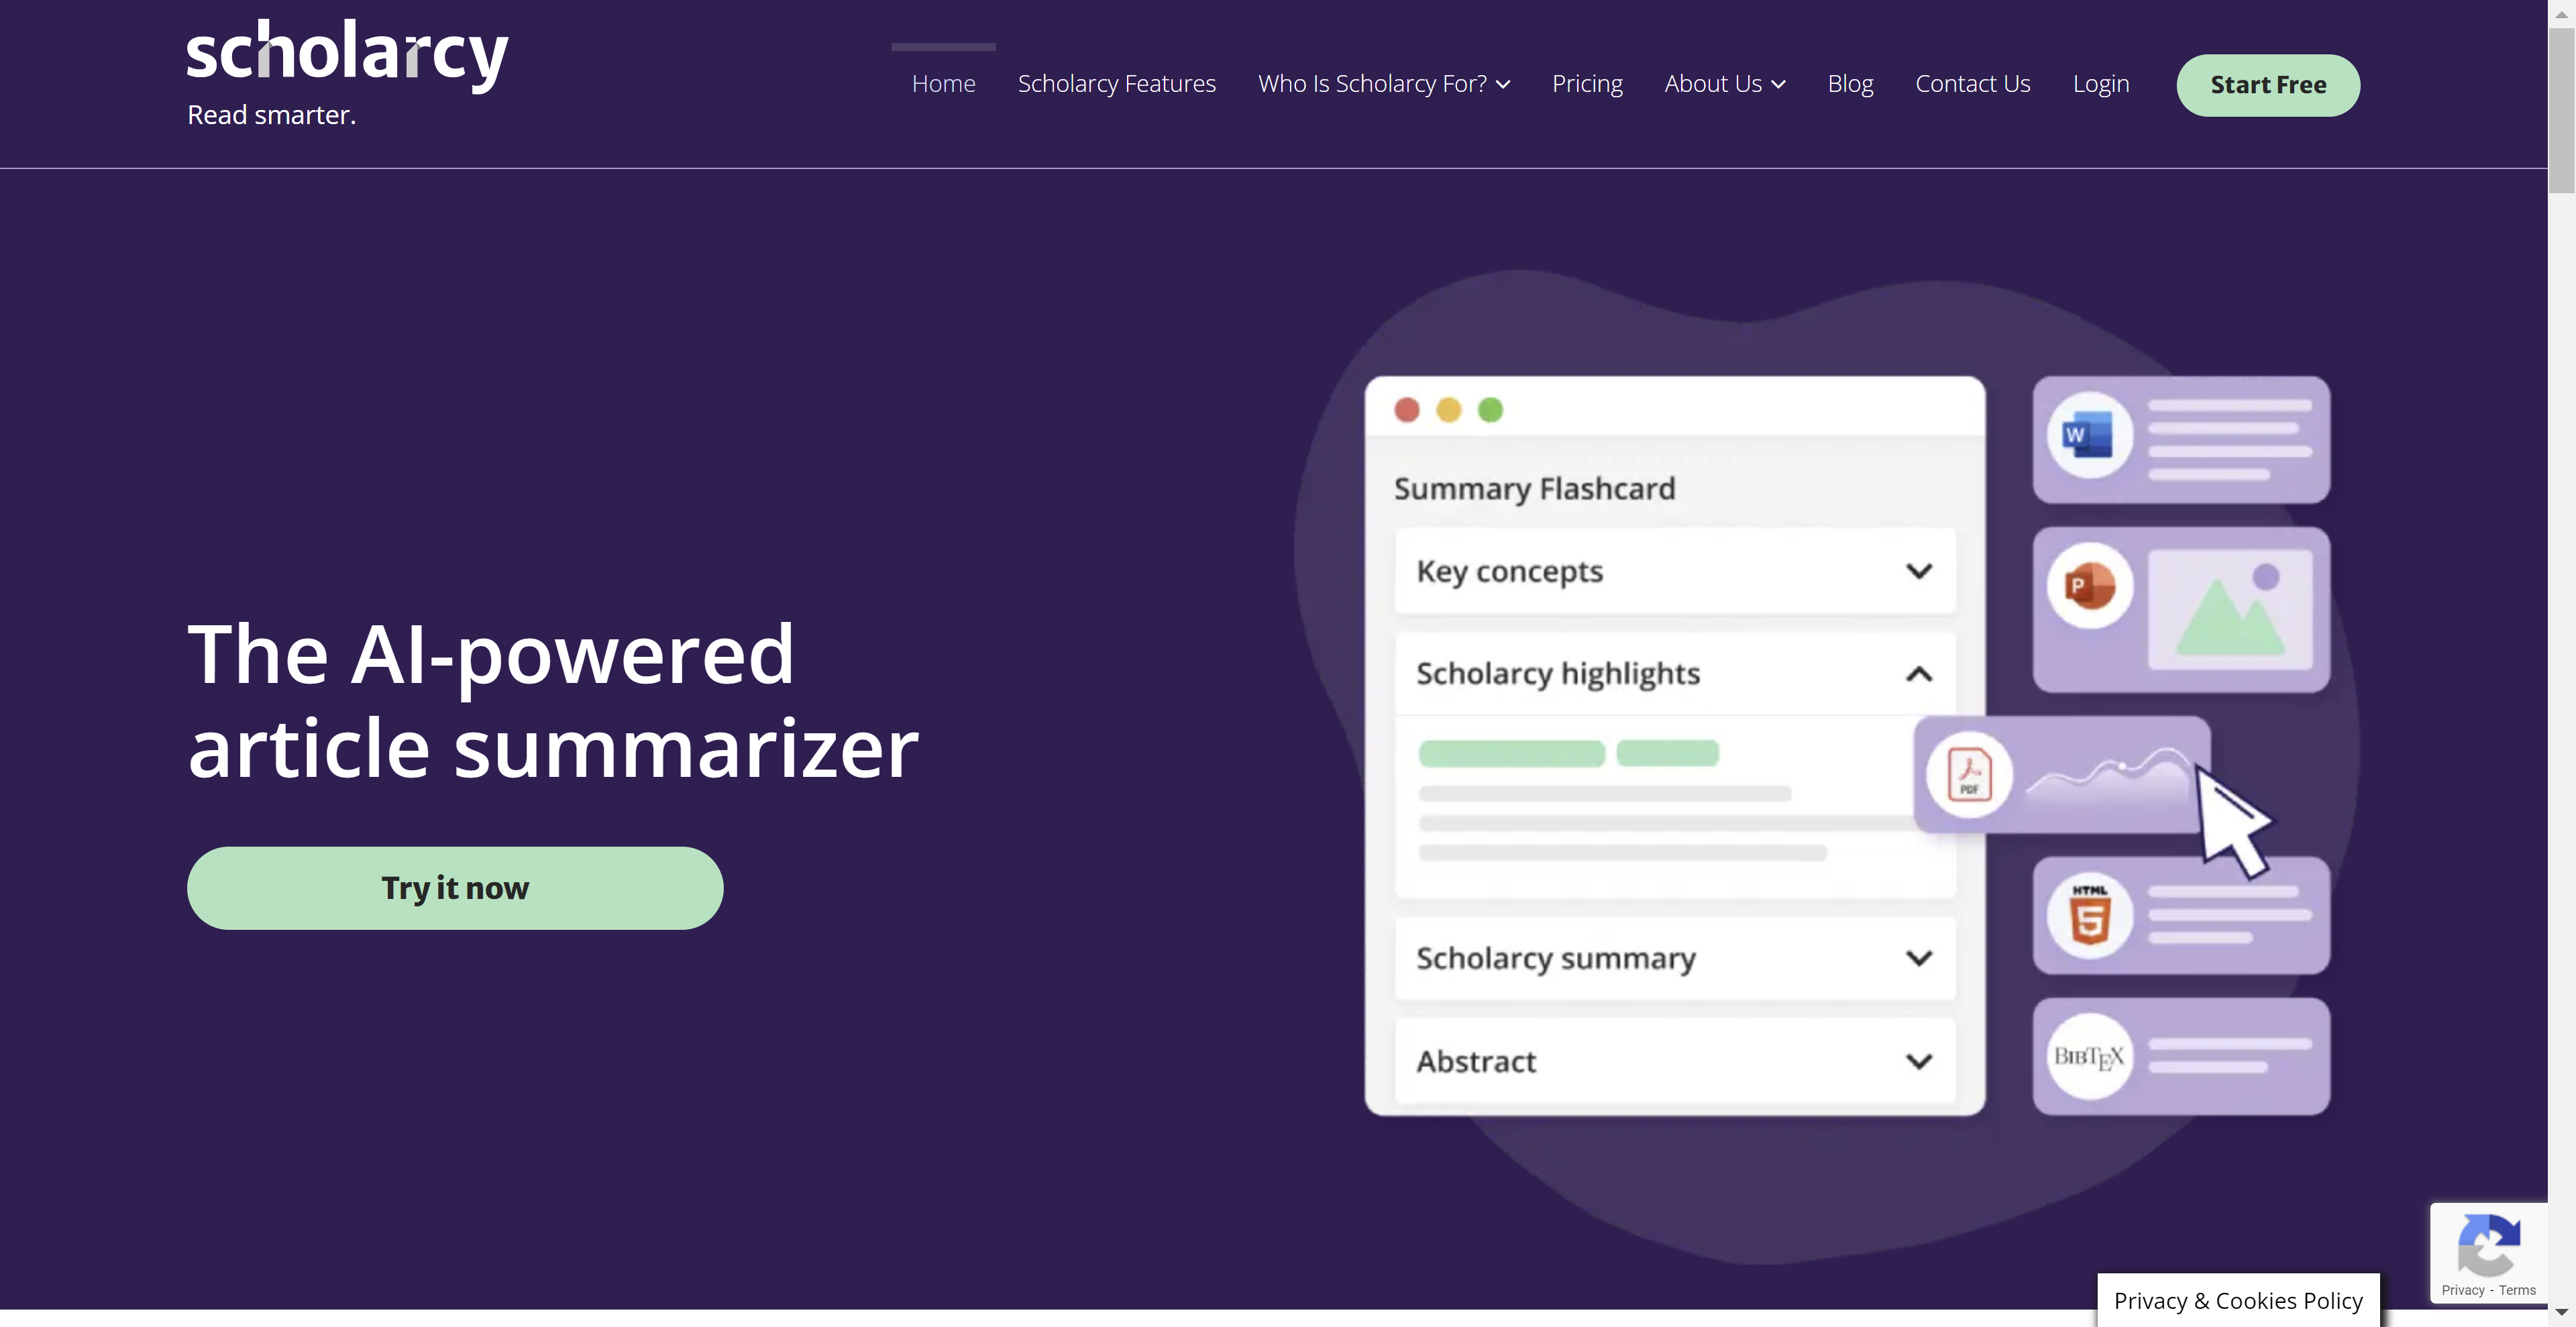 scholarcy
Read smarter.
Home Scholarcy Features Who Is Scholarcy For? Pricing About Us Blog Contact Us Login Start Free
The AI-powered
article summarizer
Try it now
Summary Flashcard
Key concepts
Scholarcy highlights
Scholarcy summary
Abstract
W
P
PDF
HTML
5
BIBTEX
Privacy - Terms
Privacy & Cookies Policy